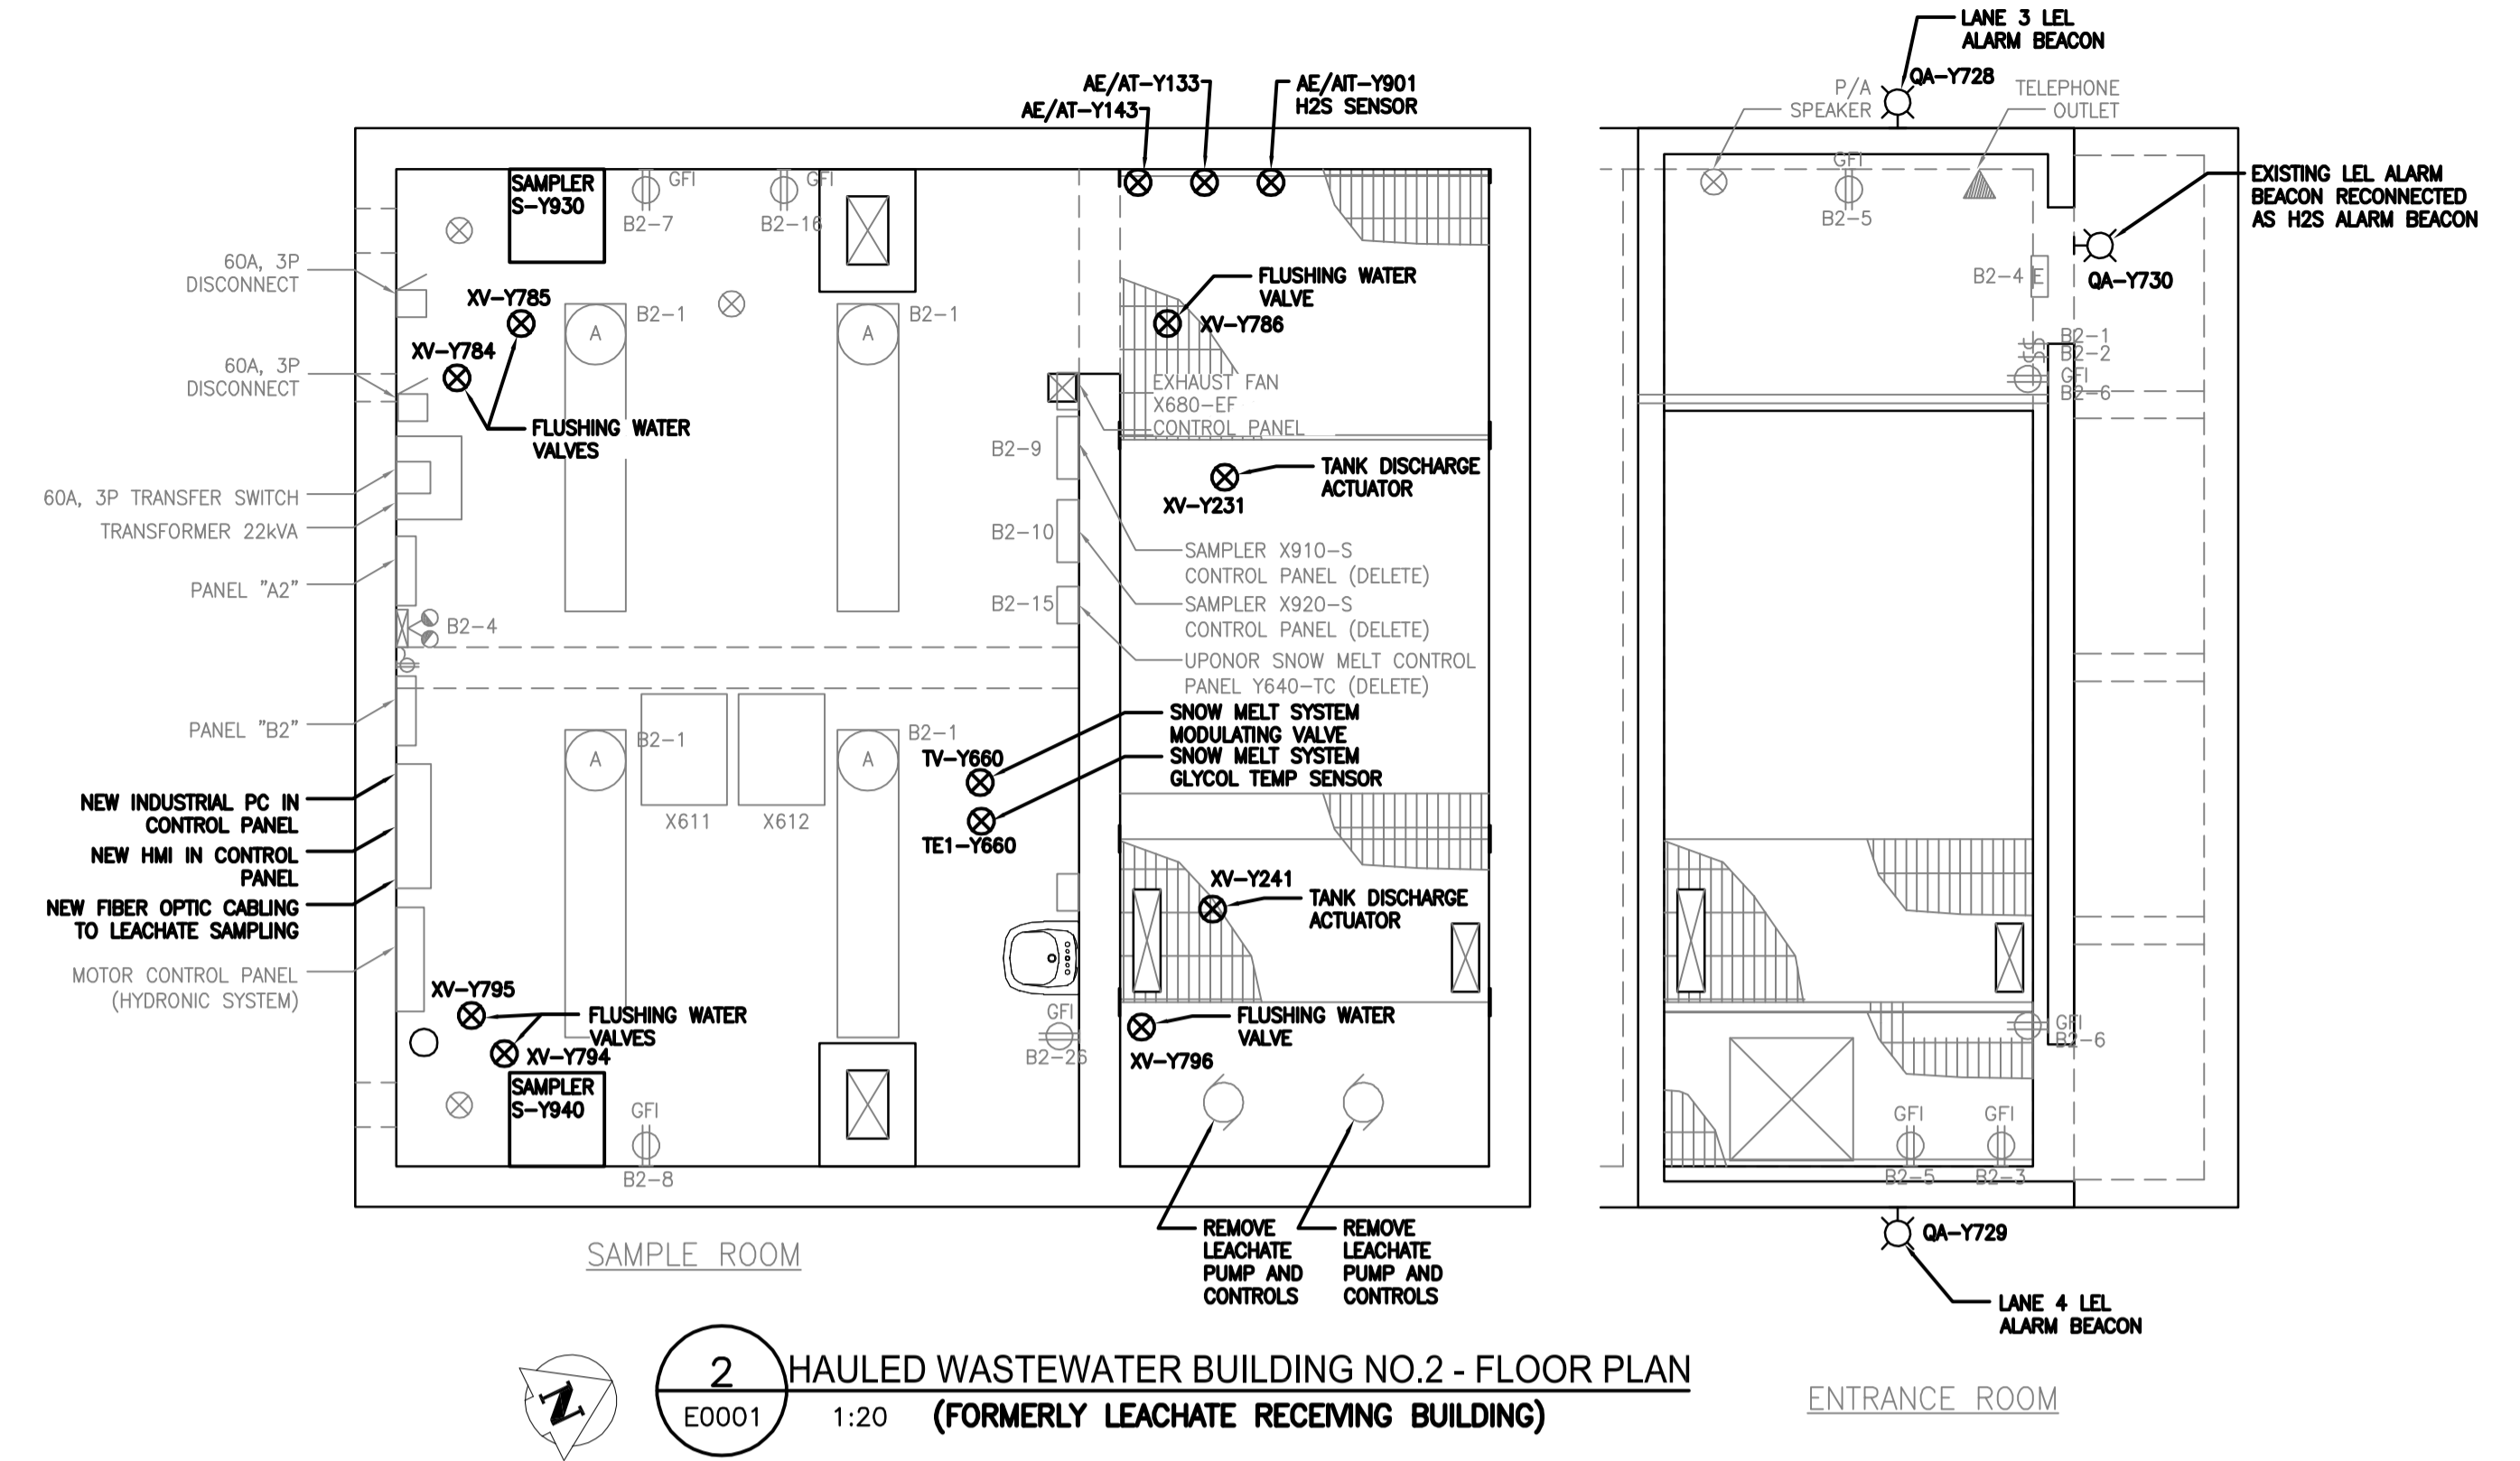 LANE 3 LEL
ALARM BEACON
QA-Y728
P/A
SPEAKER
TELEPHONE
OUTLET
AE/AT-Y133
AE/AT-Y143
AE/AIT-Y901
H2S SENSOR
EXISTING LEL ALARM
BEACON RECONNECTED
AS H2S ALARM BEACON
QA-Y730
SAMPLER
S-Y930
GFI
B2-7
GFI
B2-16
GFI
B2-5
B2-4
E
60A, 3P
DISCONNECT
XV-Y785
XV-Y784
60A, 3P
DISCONNECT
FLUSHING WATER
VALVES
A
B2-1
A
B2-1
FLUSHING WATER
VALVE
XV-Y786
EXHAUST FAN
X680-EF
CONTROL PANEL
B2-1
B2-2
GFI
B2-6
B2-9
TANK DISCHARGE
ACTUATOR
XV-Y231
60A, 3P TRANSFER SWITCH
TRANSFORMER 22kVA
B2-10
SAMPLER X910-S
CONTROL PANEL (DELETE)
PANEL "A2"
B2-15
SAMPLER X920-S
CONTROL PANEL (DELETE)
B2-4
UPONOR SNOW MELT CONTROL
PANEL Y640-TC (DELETE)
PANEL "B2"
A
B2-1
X611
X612
A
B2-1
SNOW MELT SYSTEM
MODULATING VALVE
TV-Y660
SNOW MELT SYSTEM
GLYCOL TEMP SENSOR
TE1-Y660
NEW INDUSTRIAL PC IN
CONTROL PANEL
NEW HMI IN CONTROL
PANEL
NEW FIBER OPTIC CABLING
TO LEACHATE SAMPLING
XV-Y241
TANK DISCHARGE
ACTUATOR
MOTOR CONTROL PANEL
(HYDRONIC SYSTEM)
XV-Y795
FLUSHING WATER
VALVES
XV-Y794
GFI
B2-26
FLUSHING WATER
VALVE
XV-Y796
GFI
B2-6
SAMPLER
S-Y940
GFI
B2-8
GFI
B2-5
GFI
B2-3
REMOVE
LEACHATE
PUMP AND
CONTROLS
REMOVE
LEACHATE
PUMP AND
CONTROLS
QA-Y729
LANE 4 LEL
ALARM BEACON
SAMPLE ROOM
ENTRANCE ROOM
N
2
E0001
HAULED WASTEWATER BUILDING NO.2 - FLOOR PLAN
1:20
(FORMERLY LEACHATE RECEIVING BUILDING)